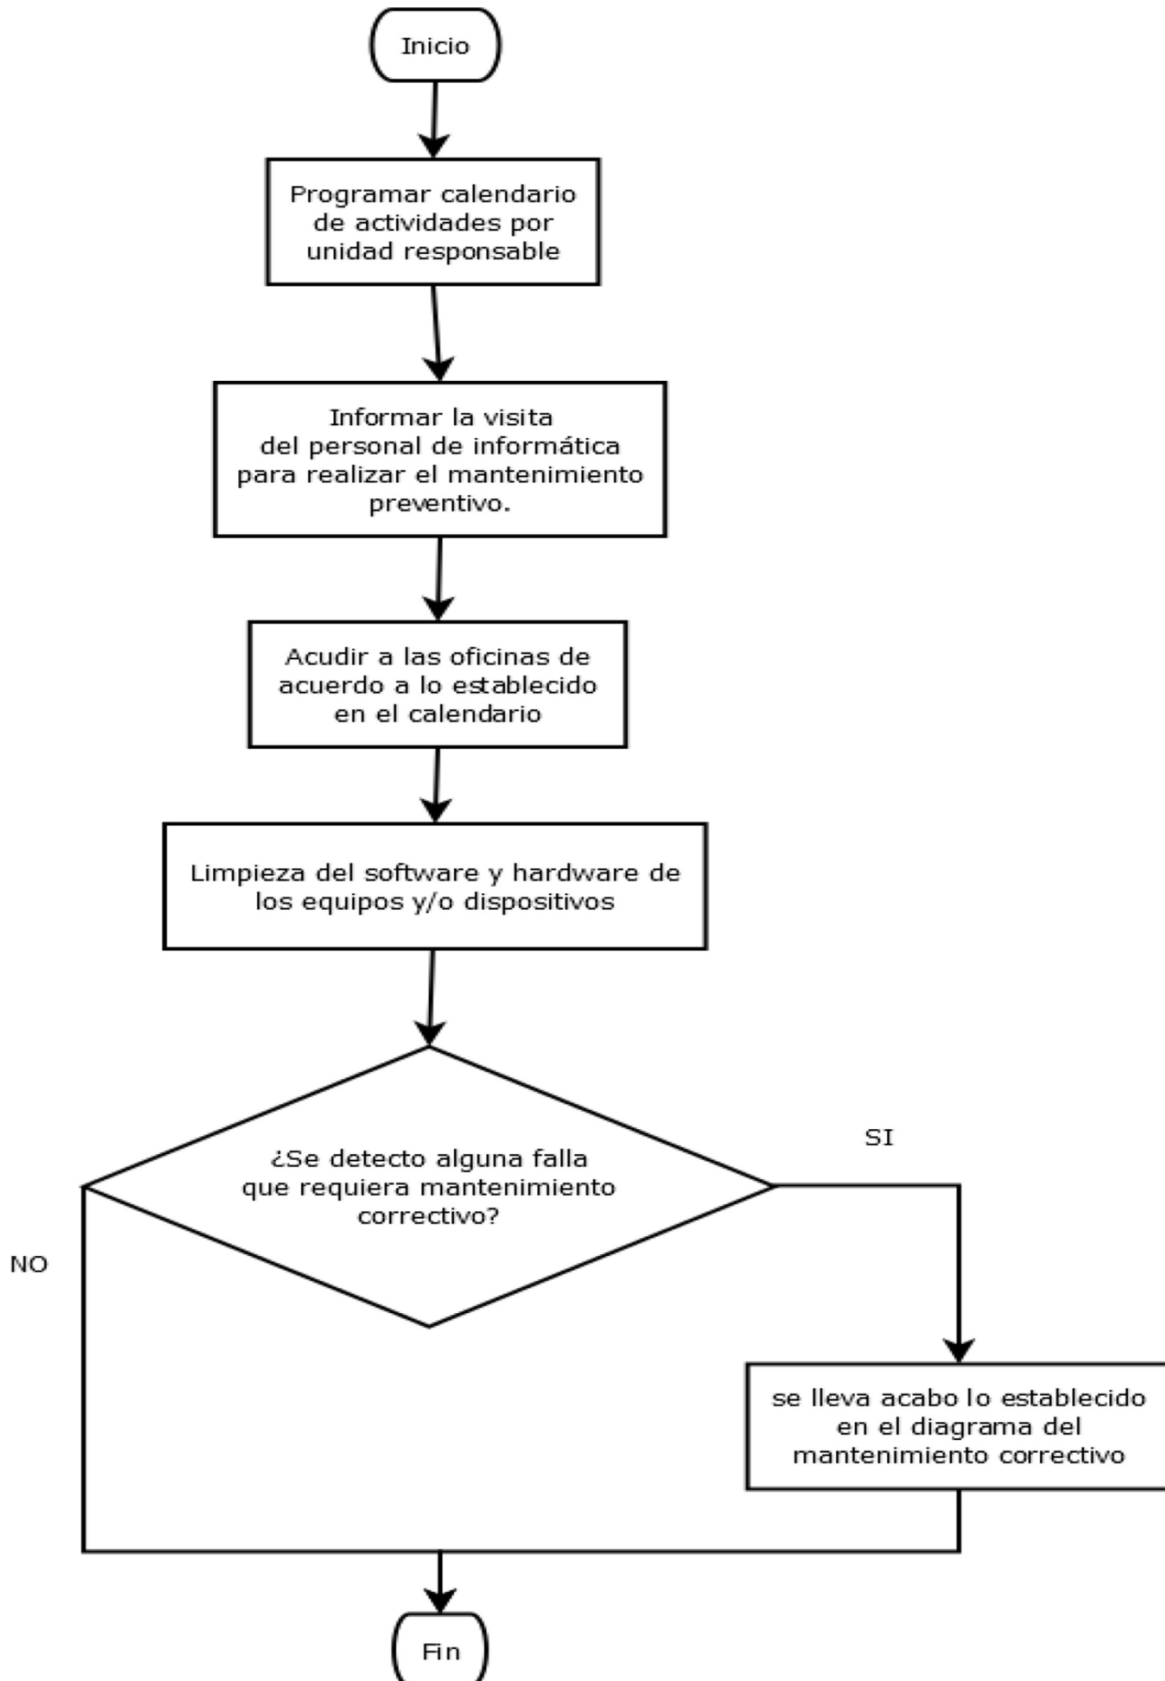 Inicio
Programar calendario
de actividades por
unidad responsable
Informar la visita
del personal de informática
para realizar el mantenimiento
preventivo.
Acudir a las oficinas de
acuerdo a lo establecido
en el calendario
Limpieza del software y hardware de
los equipos y/o dispositivos
¿Se detecto alguna falla
que requiera mantenimiento
correctivo?
SI
NO
se lleva acabo lo establecido
en el diagrama del
mantenimiento correctivo
Fin